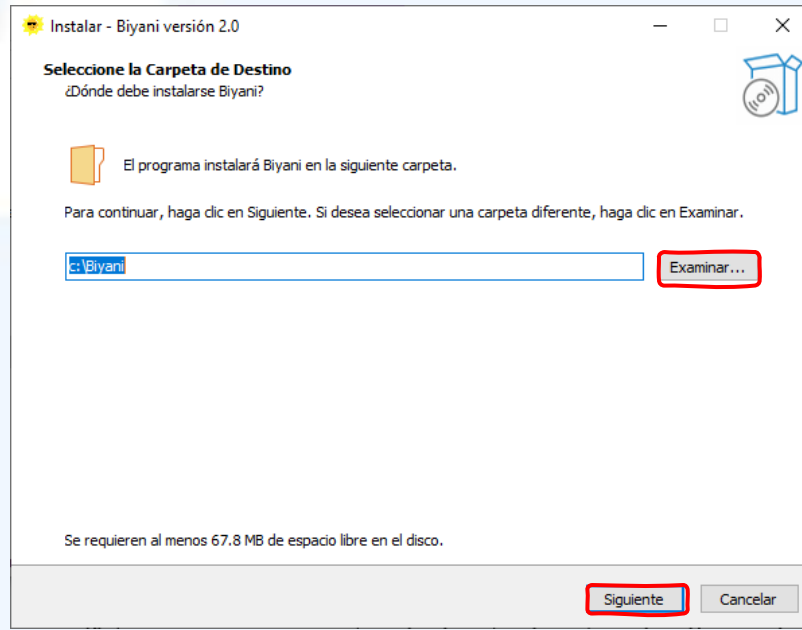 Instalar - Biyani versión 2.0
Seleccione la Carpeta de Destino
¿Dónde debe instalarse Biyani?
El programa instalará Biyani en la siguiente carpeta.
Para continuar, haga clic en Siguiente. Si desea seleccionar una carpeta diferente, haga clic en Examinar.
c:\Biyani
Examinar...
Se requieren al menos 67.8 MB de espacio libre en el disco.
Siguiente
Cancelar